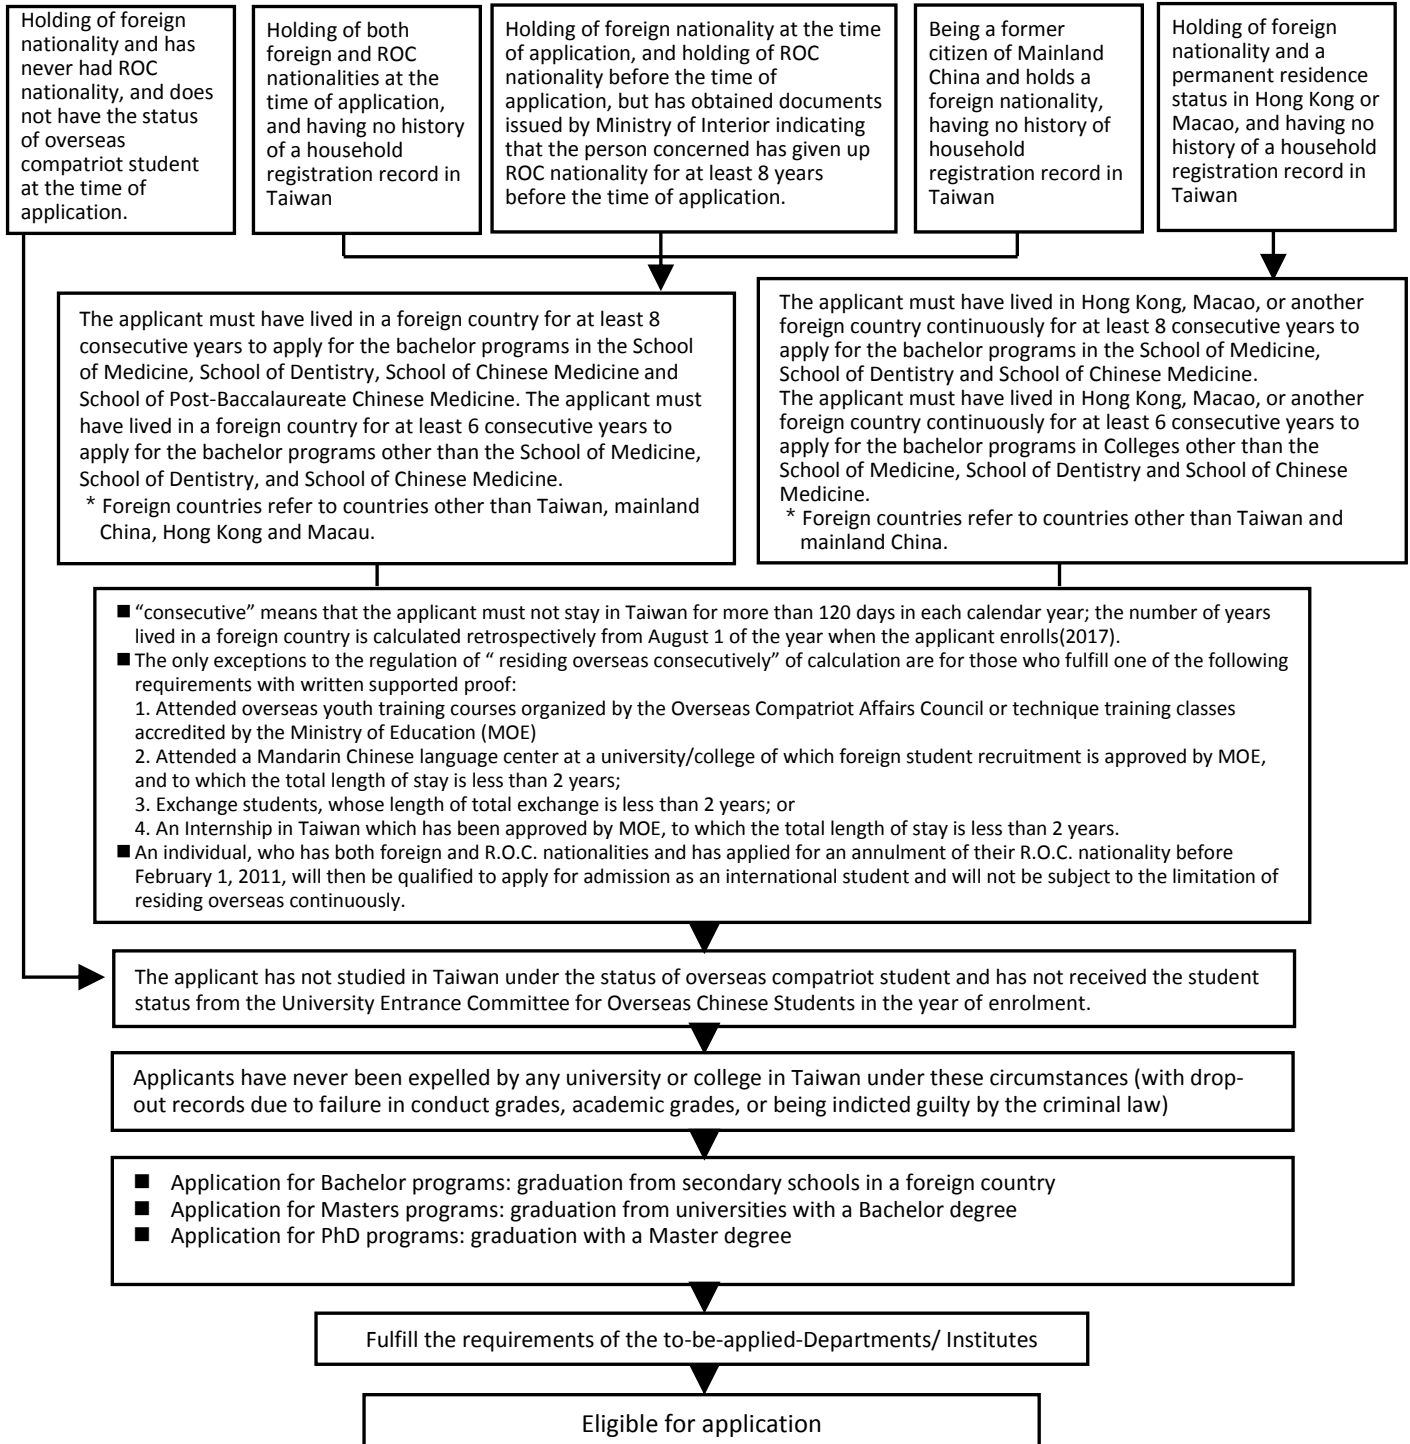 Holding of foreign
nationality and has
never had ROC
nationality, and does
not have the status
of overseas
compatriot student
at the time of
application.
Holding of both
foreign and ROC
nationalities at the
time of application,
and having no history
of a household
registration record in
Taiwan
Holding of foreign nationality at the time
of application, and holding of ROC
nationality before the time of
application, but has obtained documents
issued by Ministry of Interior indicating
that the person concerned has given up
ROC nationality for at least 8 years
before the time of application.
Being a former
citizen of Mainland
China and holds a
foreign nationality,
having no history of
household
registration record in
Taiwan
Holding of foreign
nationality and a
permanent residence
status in Hong Kong or
Macao, and having no
history of a household
registration record in
Taiwan
The applicant must have lived in a foreign country for at least 8
consecutive years to apply for the bachelor programs in the School
of Medicine, School of Dentistry, School of Chinese Medicine and
School of Post-Baccalaureate Chinese Medicine. The applicant must
have lived in a foreign country for at least 6 consecutive years to
apply for the bachelor programs other than the School of Medicine,
School of Dentistry, and School of Chinese Medicine.
* Foreign countries refer to countries other than Taiwan, mainland
China, Hong Kong and Macau.
The applicant must have lived in Hong Kong, Macao, or another
foreign country continuously for at least 8 consecutive years to
apply for the bachelor programs in the School of Medicine,
School of Dentistry and School of Chinese Medicine.
The applicant must have lived in Hong Kong, Macao, or another
foreign country continuously for at least 6 consecutive years to
apply for the bachelor programs in Colleges other than the
School of Medicine, School of Dentistry and School of Chinese
Medicine.
* Foreign countries refer to countries other than Taiwan and
mainland China.
■ “consecutive” means that the applicant must not stay in Taiwan for more than 120 days in each calendar year; the number of years
lived in a foreign country is calculated retrospectively from August 1 of the year when the applicant enrolls(2017).
■ The only exceptions to the regulation of “ residing overseas consecutively” of calculation are for those who fulfill one of the following
requirements with written supported proof:
1. Attended overseas youth training courses organized by the Overseas Compatriot Affairs Council or technique training classes
accredited by the Ministry of Education (MOE)
2. Attended a Mandarin Chinese language center at a university/college of which foreign student recruitment is approved by MOE,
and to which the total length of stay is less than 2 years;
3. Exchange students, whose length of total exchange is less than 2 years; or
4. An Internship in Taiwan which has been approved by MOE, to which the total length of stay is less than 2 years.
■ An individual, who has both foreign and R.O.C. nationalities and has applied for an annulment of their R.O.C. nationality before
February 1, 2011, will then be qualified to apply for admission as an international student and will not be subject to the limitation of
residing overseas continuously.
The applicant has not studied in Taiwan under the status of overseas compatriot student and has not received the student
status from the University Entrance Committee for Overseas Chinese Students in the year of enrolment.
Applicants have never been expelled by any university or college in Taiwan under these circumstances (with drop-
out records due to failure in conduct grades, academic grades, or being indicted guilty by the criminal law)
■ Application for Bachelor programs: graduation from secondary schools in a foreign country
■ Application for Masters programs: graduation from universities with a Bachelor degree
■ Application for PhD programs: graduation with a Master degree
Fulfill the requirements of the to-be-applied-Departments/ Institutes
Eligible for application